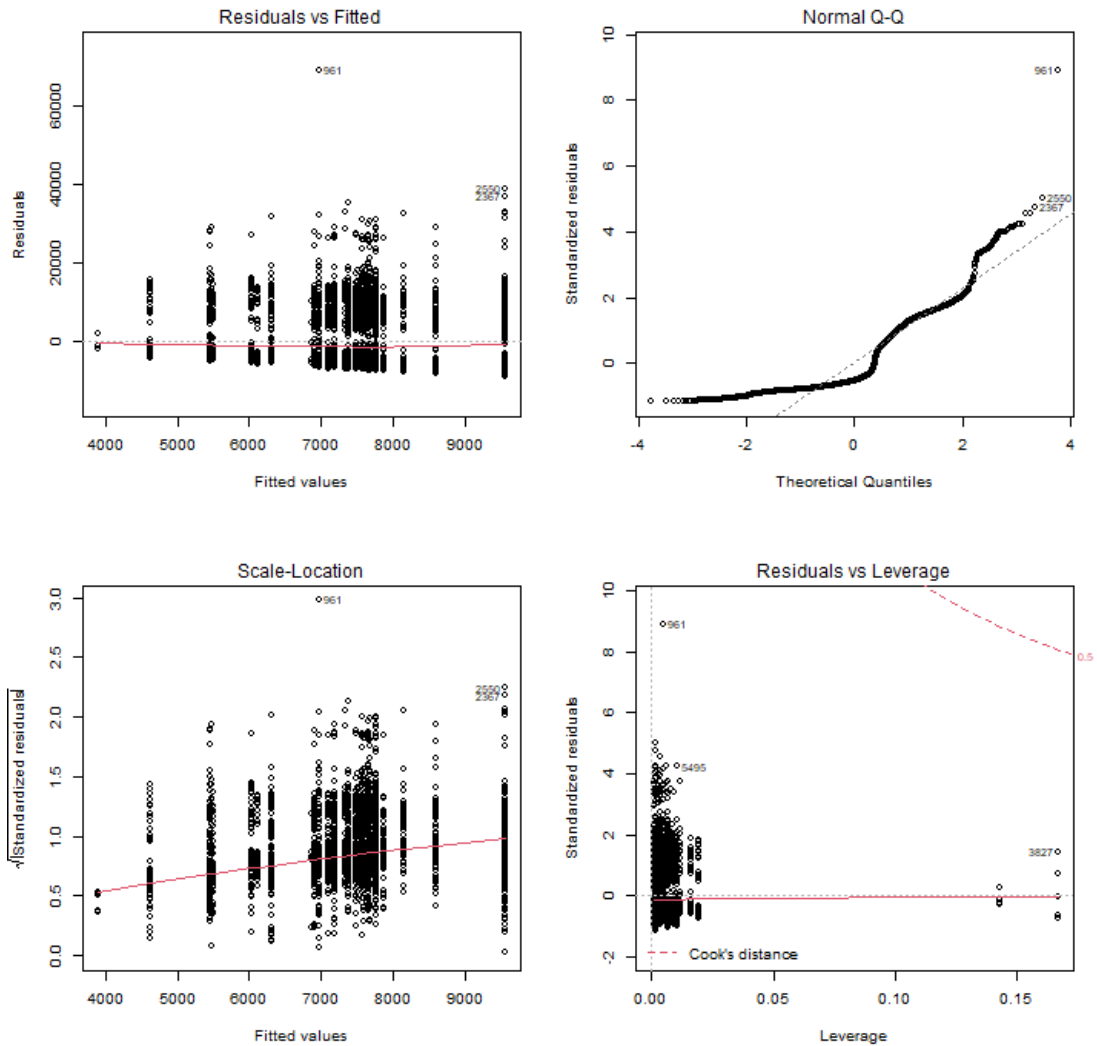 Residuals vs Fitted
Residuals
60000
40000
20000
0
961
2550
2367
4000 5000 6000 7000 8000 9000
Fitted values
Normal Q-Q
Standardized residuals
10
8
6
4
2
0
961
2550
2367
-4 -2 0 2 4
Theoretical Quantiles
Scale-Location
√|Standardized residuals|
3.0
2.5
2.0
1.5
1.0
0.5
0.0
961
2550
2367
4000 5000 6000 7000 8000 9000
Fitted values
Residuals vs Leverage
Standardized residuals
10
8
6
4
2
0
-2
961
0.5
5495
3827
Cook's distance
0.00 0.05 0.10 0.15
Leverage